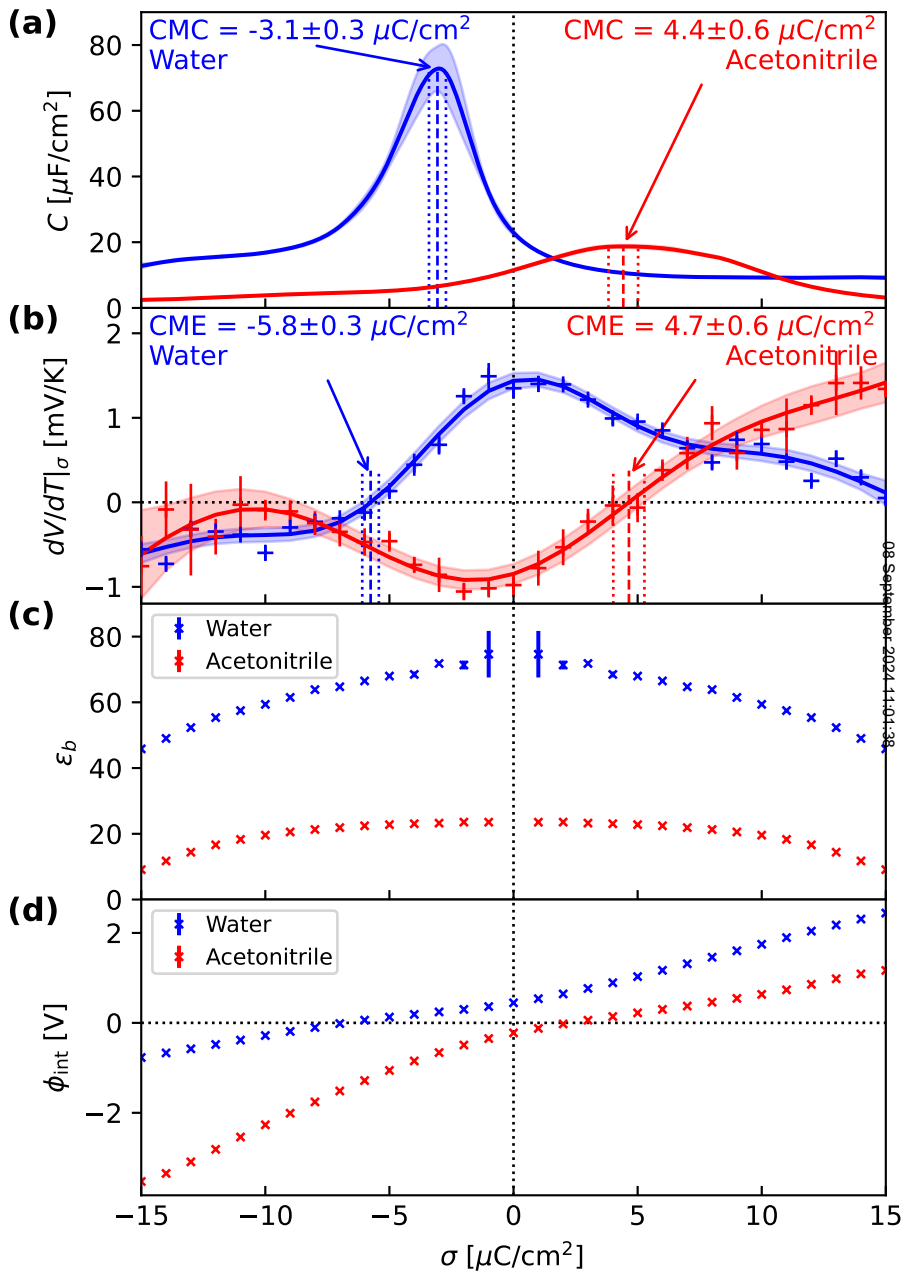 (a)
CMC = -3.1±0.3 μC/cm²
Water
CMC = 4.4±0.6 μC/cm²
Acetonitrile
C [μF/cm²]
80
60
40
20
0
(b)
CME = -5.8±0.3 μC/cm²
Water
CME = 4.7±0.6 μC/cm²
Acetonitrile
dV/dT|σ [mV/K]
2
1
0
−1
(c)
Water
Acetonitrile
εb
80
60
40
20
0
(d)
Water
Acetonitrile
ϕint [V]
2
0
−2
−15 −10 −5 0 5 10 15
σ [μC/cm²]
08 September 2024 11:01:38